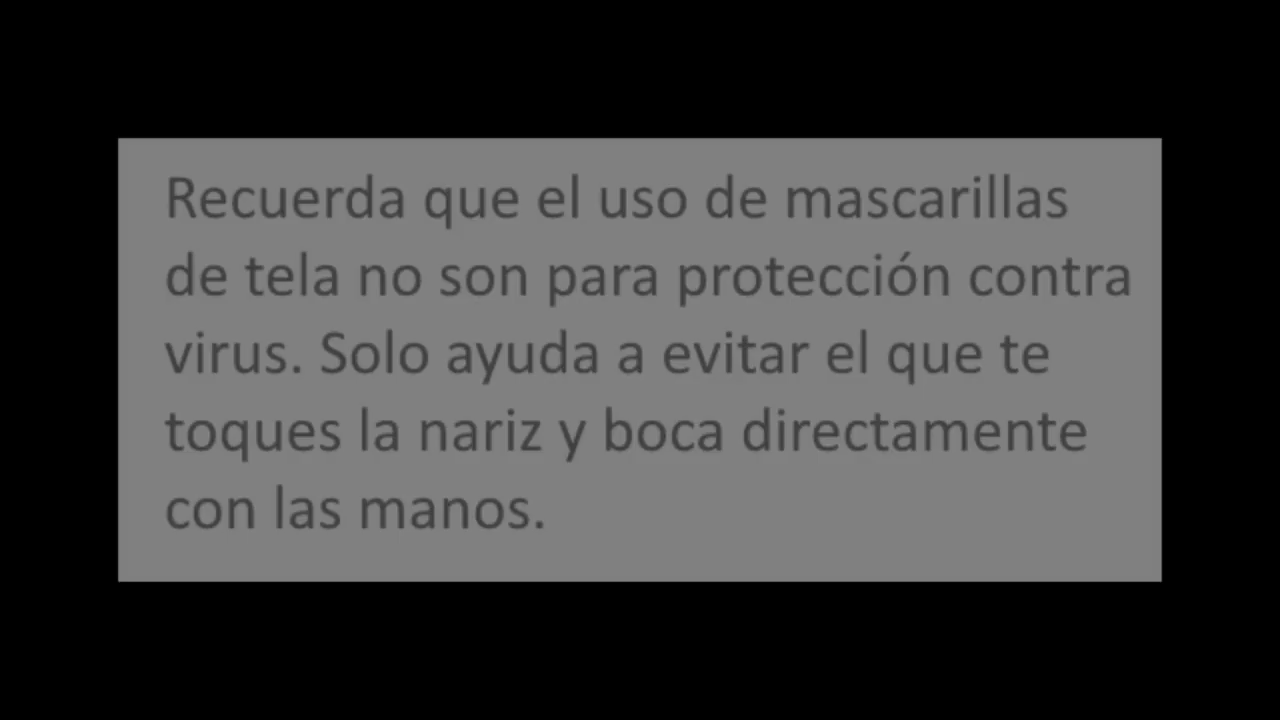 Recuerda que el uso de mascarillas
de tela no son para protección contra
virus. Solo ayuda a evitar el que te
toques la nariz y boca directamente
con las manos.